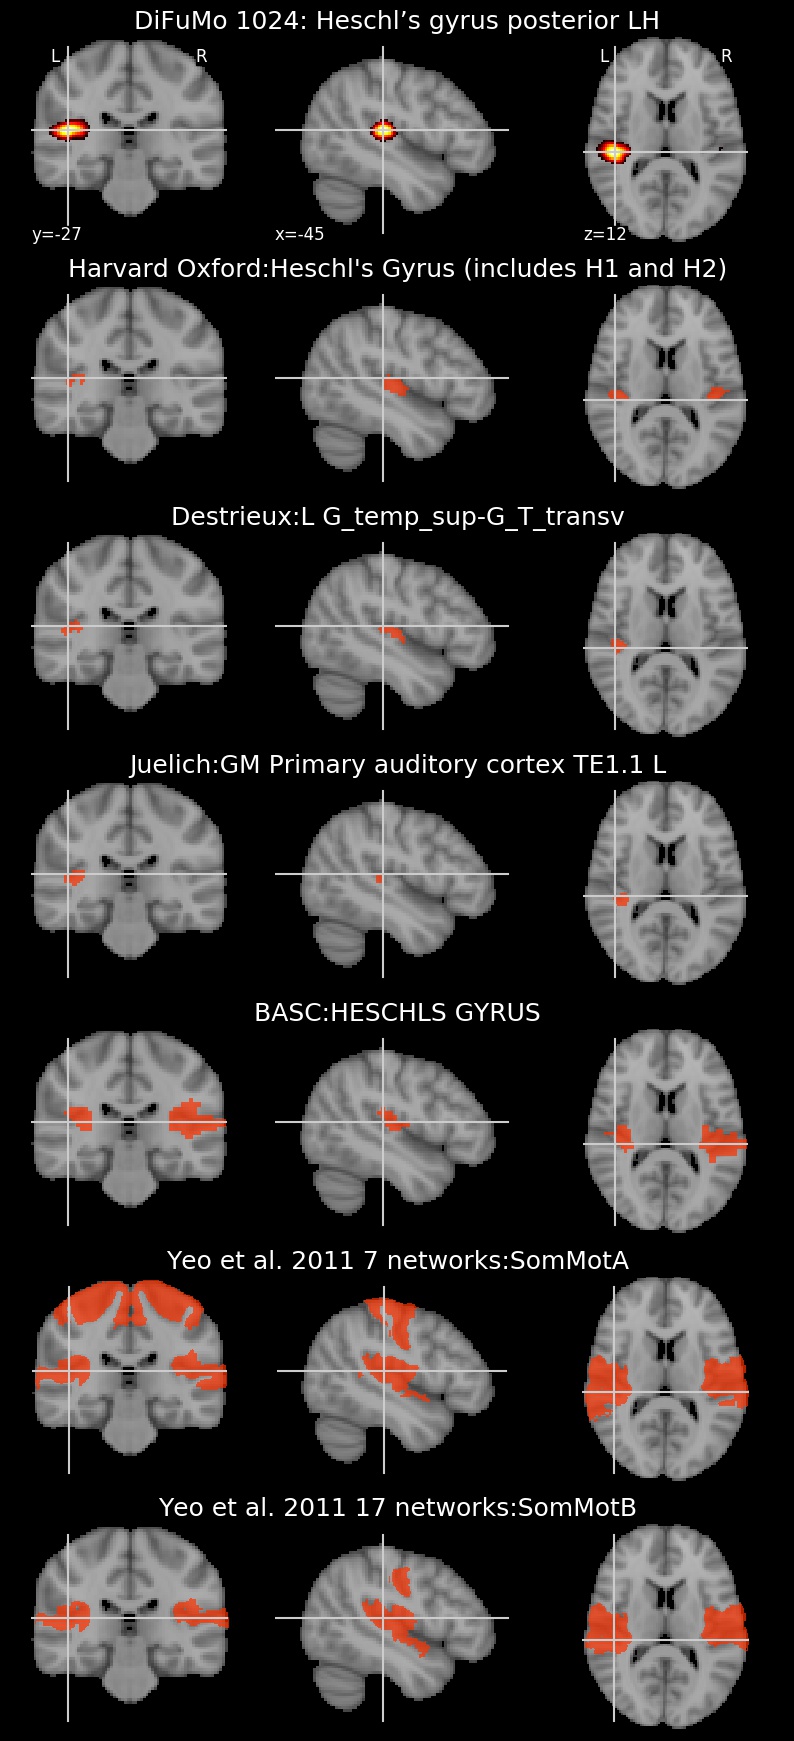 DiFuMo 1024: Heschl’s gyrus posterior LH
L R L R
y=-27 x=-45 z=12
Harvard Oxford:Heschl's Gyrus (includes H1 and H2)
Destrieux:L G_temp_sup-G_T_transv
Juelich:GM Primary auditory cortex TE1.1 L
BASC:HESCHLS GYRUS
Yeo et al. 2011 7 networks:SomMotA
Yeo et al. 2011 17 networks:SomMotB